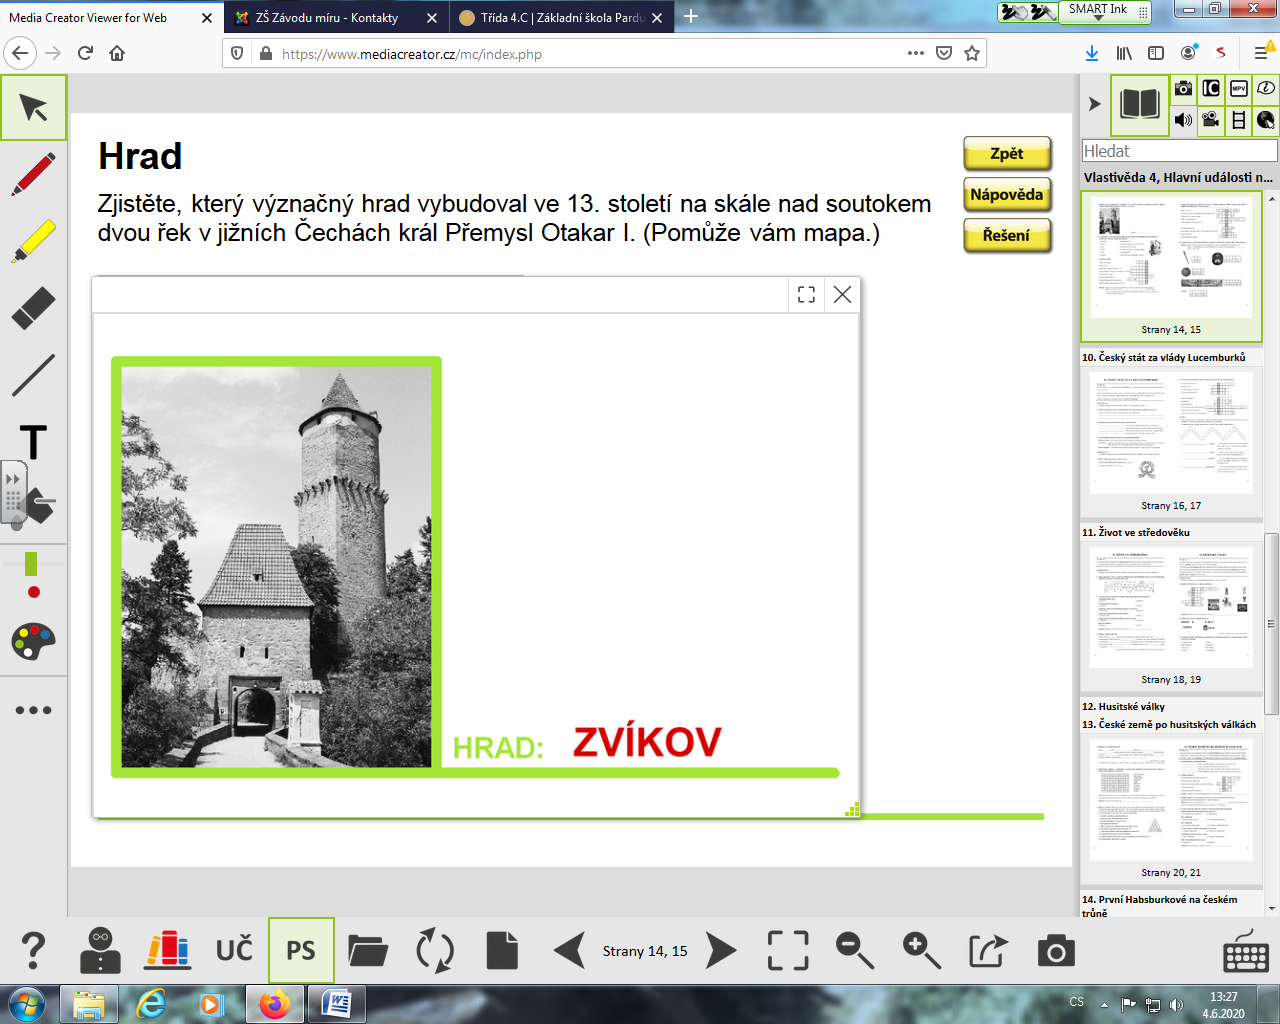 Media Creator Viewer for Web
ZŠ Závodu míru - Kontakty
Třída 4.C | Základní škola Pardu
SMART Ink
https://www.mediacreator.cz/mc/index.php
IC
MPV
Hledat
Vlastivěda 4, Hlavní události n...
Hrad
Zjistěte, který význačný hrad vybudoval ve 13. století na skále nad soutokem
dvou řek v jižních Čechách král Přemysl Otakar I. (Pomůže vám mapa.)
Zpět
Nápověda
Řešení
HRAD: ZVÍKOV
T
Strany 14, 15
10. Český stát za vlády Lucemburků
Strany 16, 17
11. Život ve středověku
Strany 18, 19
12. Husitské války
13. České země po husitských válkách
Strany 20, 21
14. První Habsburkové na českém
trůně
?
UČ
PS
Strany 14, 15
CS
13:27
4.6.2020